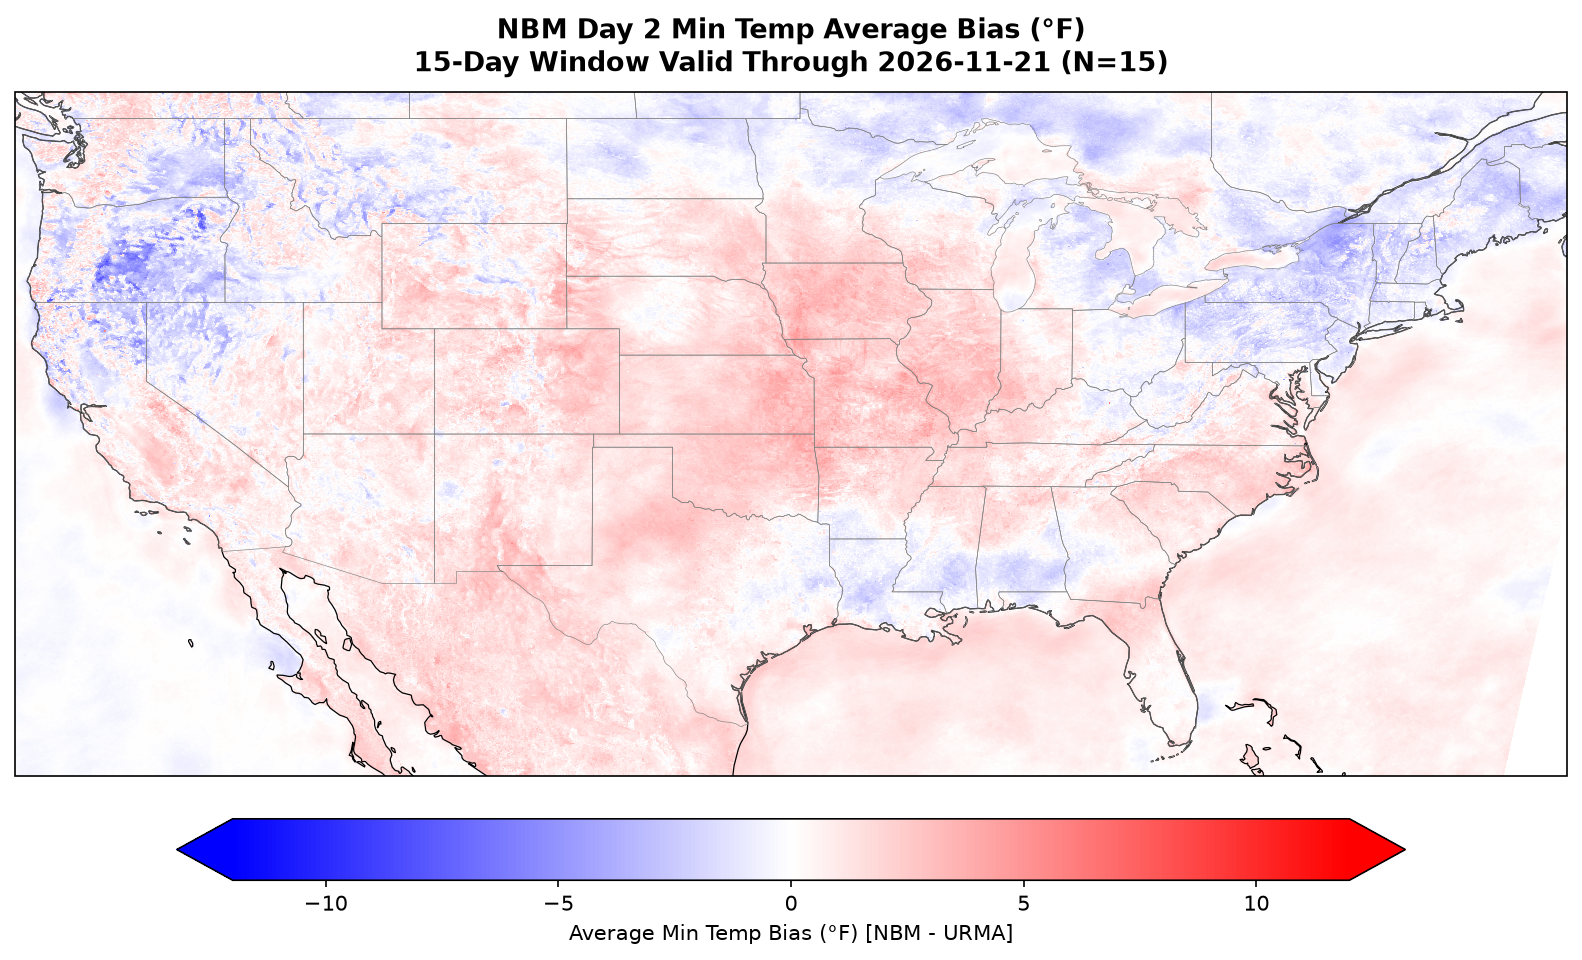 NBM Day 2 Min Temp Average Bias (°F)
15-Day Window Valid Through 2026-11-21 (N=15)
−10 −5 0 5 10
Average Min Temp Bias (°F) [NBM - URMA]